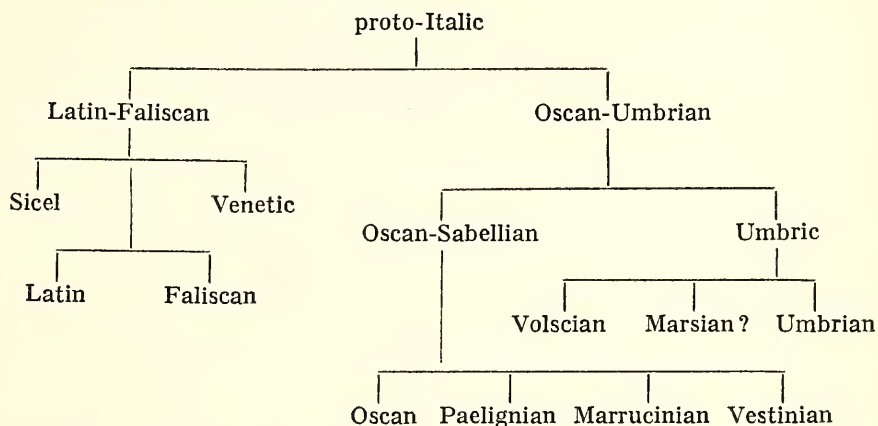 proto-Italic
Latin-Faliscan Oscan-Umbrian
Sicel Venetic
Oscan-Sabellian Umbric
Latin Faliscan
Volscian Marsian? Umbrian
Oscan Paelignian Marrucinian Vestinian